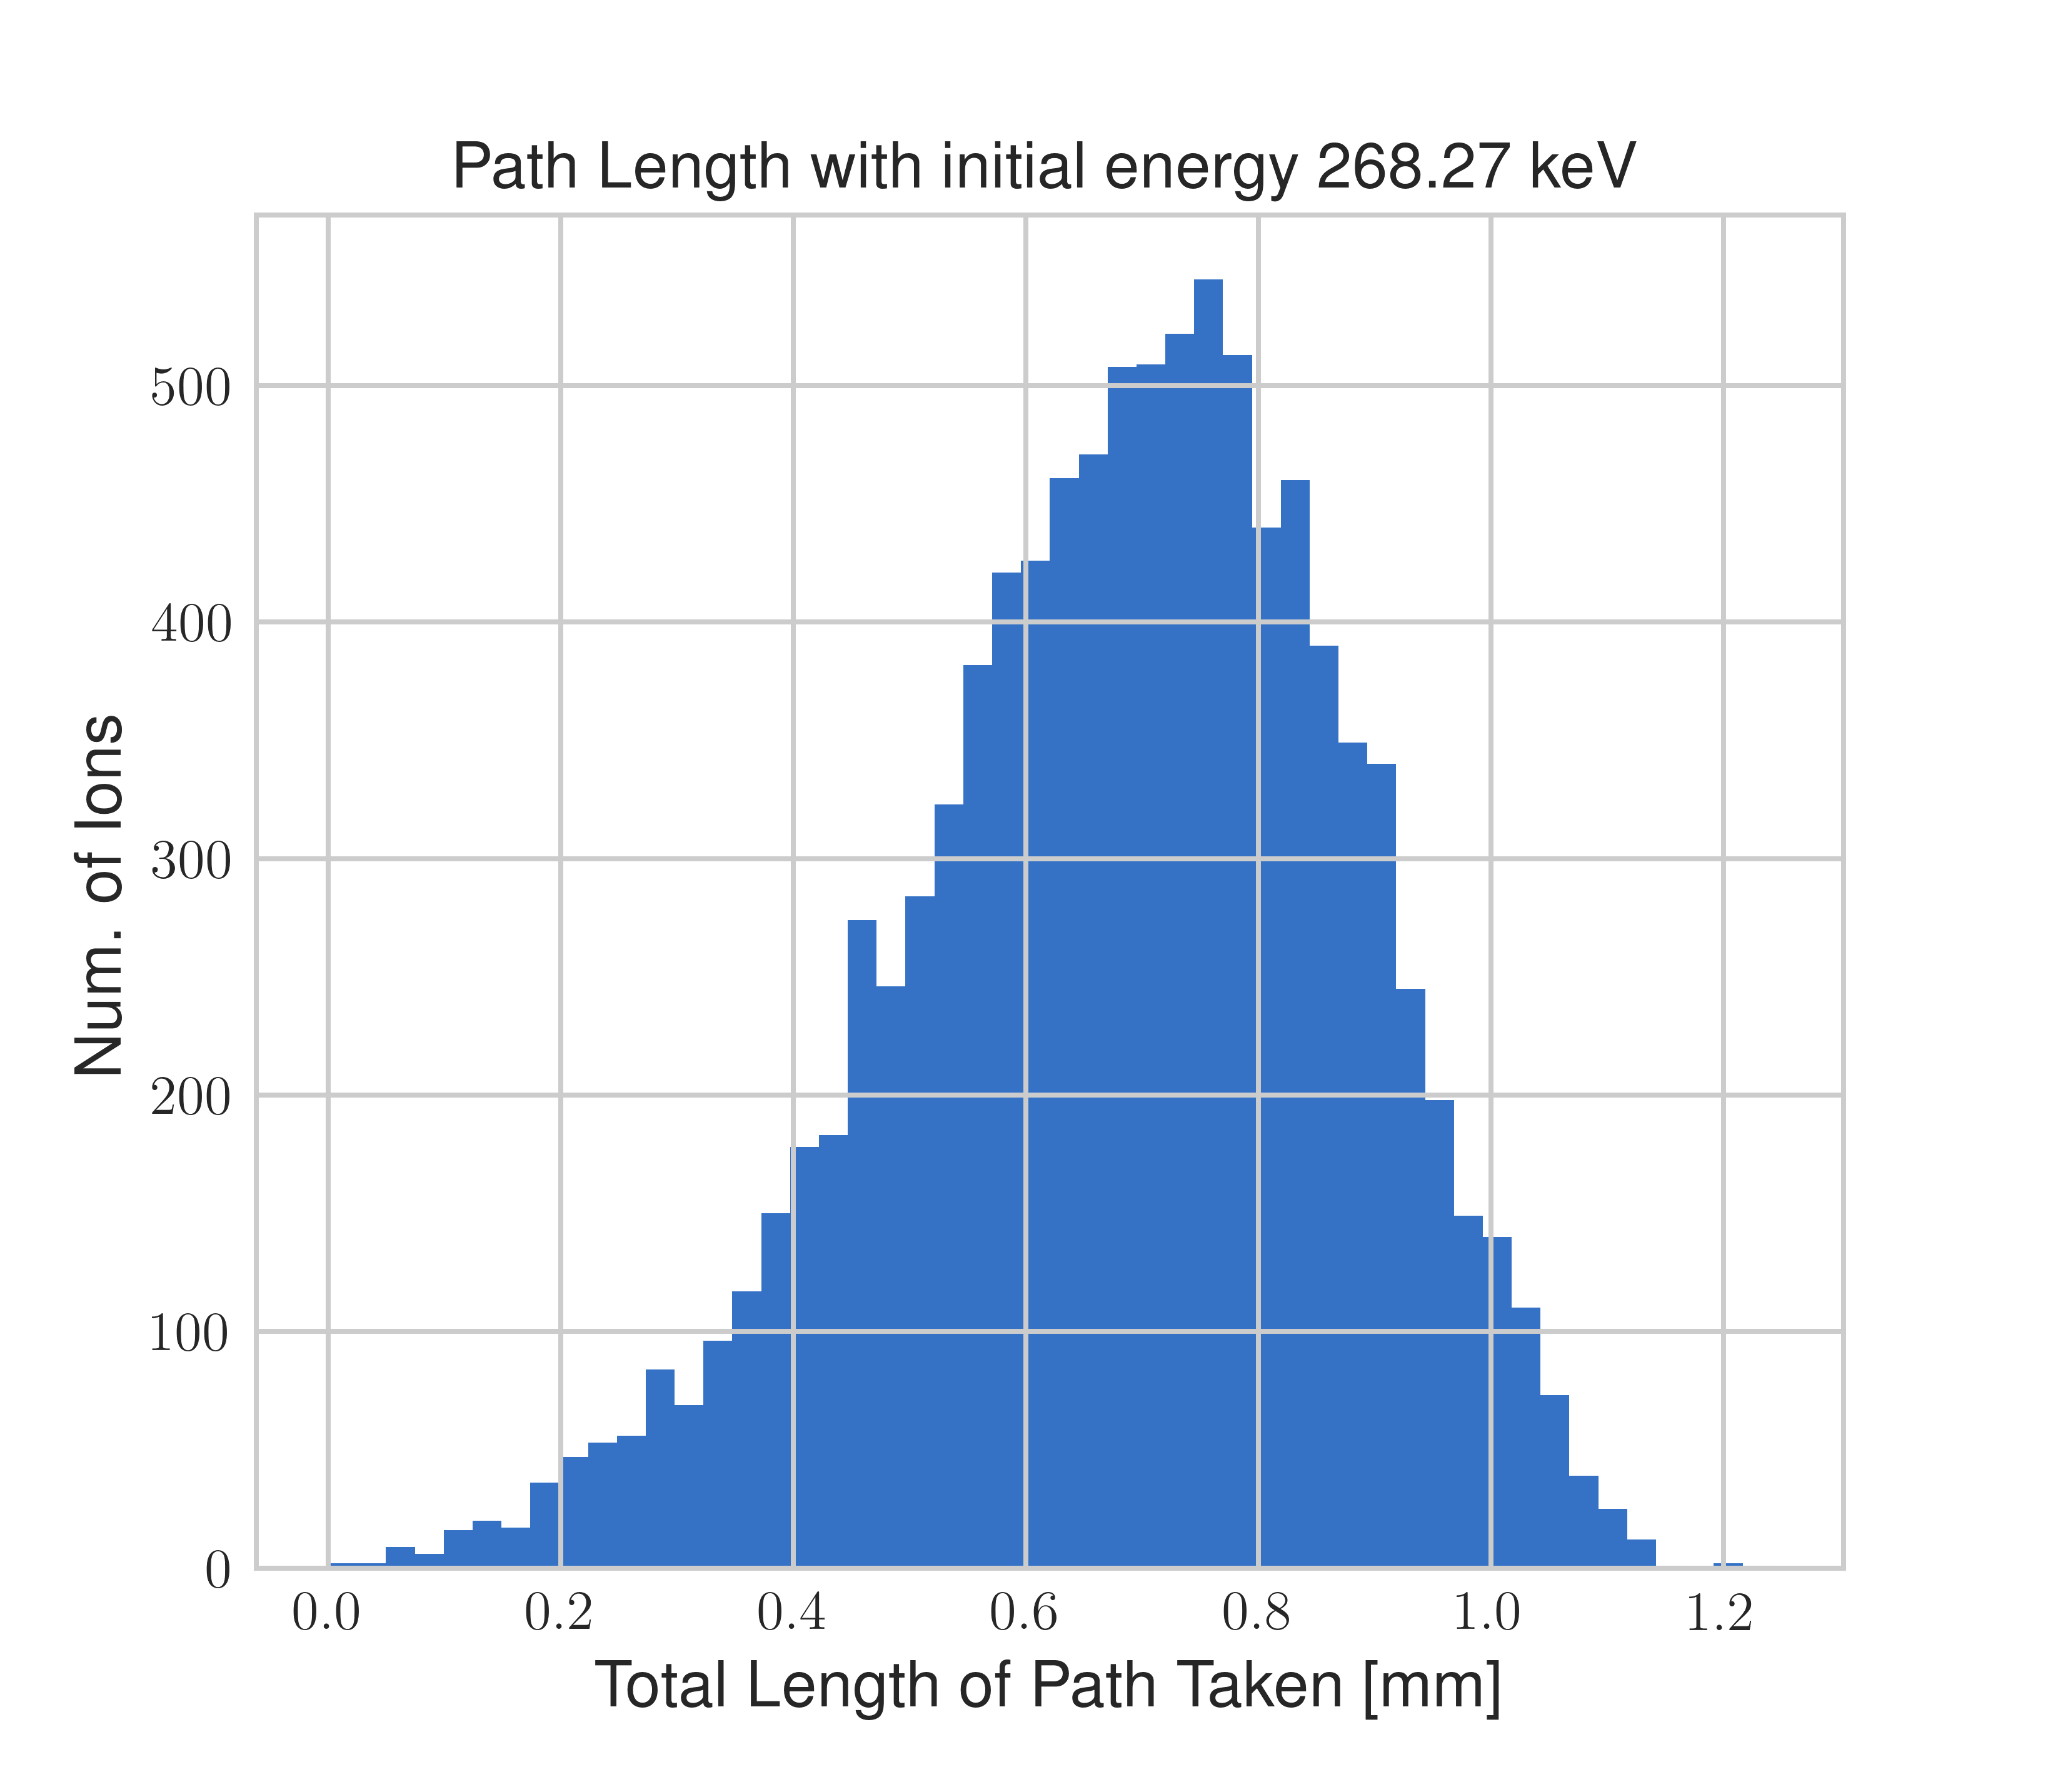 Path Length with initial energy 268.27 keV
500
400
300
200
100
0
Num. of Ions
0.0 0.2 0.4 0.6 0.8 1.0 1.2
Total Length of Path Taken [mm]